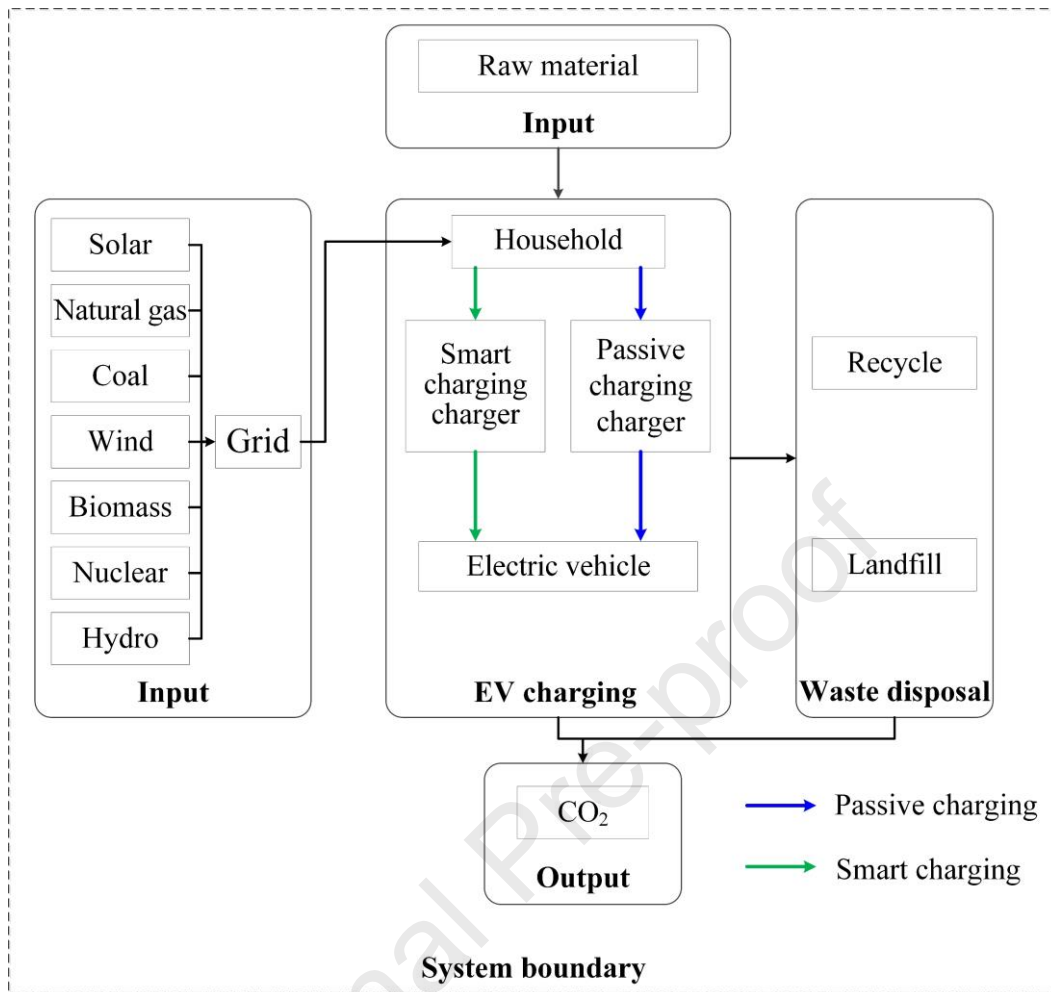 Raw material
Input
Solar
Natural gas
Coal
Wind
Biomass
Nuclear
Hydro
Grid
Input
Household
Smart
charging
charger
Passive
charging
charger
Electric vehicle
EV charging
Recycle
Landfill
Waste disposal
CO₂
Output
Passive charging
Smart charging
System boundary
nal Pre-proof